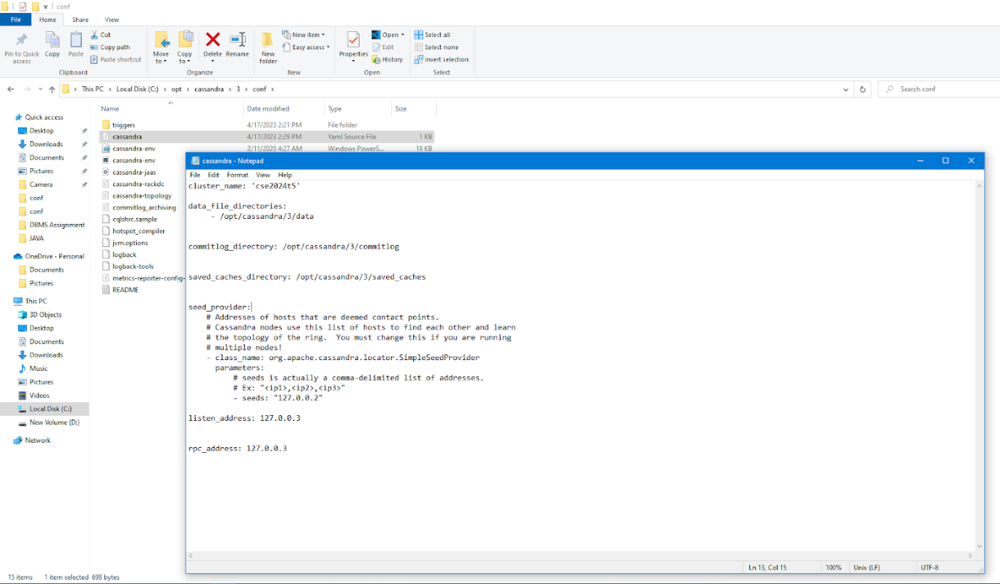 conf
File
Home
Share
View
Pin to Quick access
Copy
Paste
Cut
Copy path
Paste shortcut
Clipboard
Move to
Copy to
Delete
Rename
Organize
New folder
New item
Easy access
New
Properties
Open
Edit
History
Open
Select all
Select none
Invert selection
Select
This PC
Local Disk (C:)
opt
cassandra
3
conf
Search conf
Quick access
Desktop
Downloads
Documents
Pictures
Camera
conf
conf
DBMS Assignment
JAVA
OneDrive - Personal
Documents
Pictures
This PC
3D Objects
Desktop
Documents
Downloads
Music
Pictures
Videos
Local Disk (C:)
New Volume (D:)
Network
Name Date modified Type Size
triggers 4/17/2023 2:21 PM File folder
cassandra 4/17/2023 2:29 PM Yaml Source File 1 KB
cassandra-env 2/11/2020 4:27 AM Windows PowerS... 18 KB
cassandra-env
cassandra-jaas
cassandra-rackdc
cassandra-topology
commitlog_archiving
cqlshrc.sample
hotspot_compiler
jvm.options
logback
logback-tools
metrics-reporter-config-
README
cassandra - Notepad
File Edit Format View Help
cluster_name: 'cse2024t5'
data_file_directories:
- /opt/cassandra/3/data
commitlog_directory: /opt/cassandra/3/commitlog
saved_caches_directory: /opt/cassandra/3/saved_caches
seed_provider:
# Addresses of hosts that are deemed contact points.
# Cassandra nodes use this list of hosts to find each other and learn
# the topology of the ring.  You must change this if you are running
# multiple nodes!
- class_name: org.apache.cassandra.locator.SimpleSeedProvider
parameters:
# seeds is actually a comma-delimited list of addresses.
# Ex: "<ip1>,<ip2>,<ip3>"
- seeds: "127.0.0.2"
listen_address: 127.0.0.3
rpc_address: 127.0.0.3
Ln 13, Col 15 100% Unix (LF) UTF-8
15 items 1 item selected 698 bytes